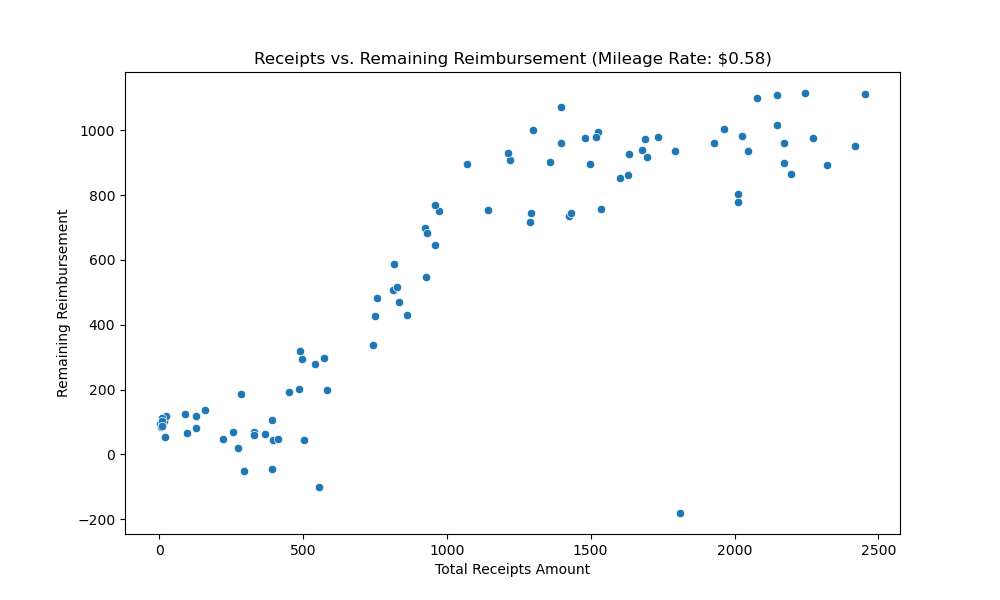 Receipts vs. Remaining Reimbursement (Mileage Rate: $0.58)
Remaining Reimbursement
1000
800
600
400
200
0
−200
0 500 1000 1500 2000 2500
Total Receipts Amount